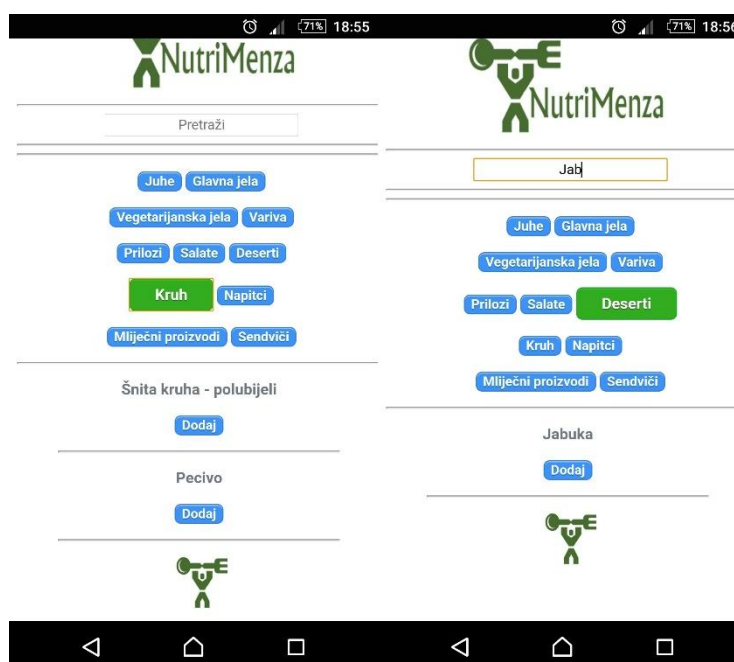 71% 18:55
NutriMenza
Pretraži
Juhe Glavna jela
Vegetarijanska jela Variva
Prilozi Salate Deserti
Kruh Napitci
Mliječni proizvodi Sendviči
Šnita kruha - polubijeli
Dodaj
Pecivo
Dodaj
71% 18:56
NutriMenza
Jab
Juhe Glavna jela
Vegetarijanska jela Variva
Prilozi Salate Deserti
Kruh Napitci
Mliječni proizvodi Sendviči
Jabuka
Dodaj